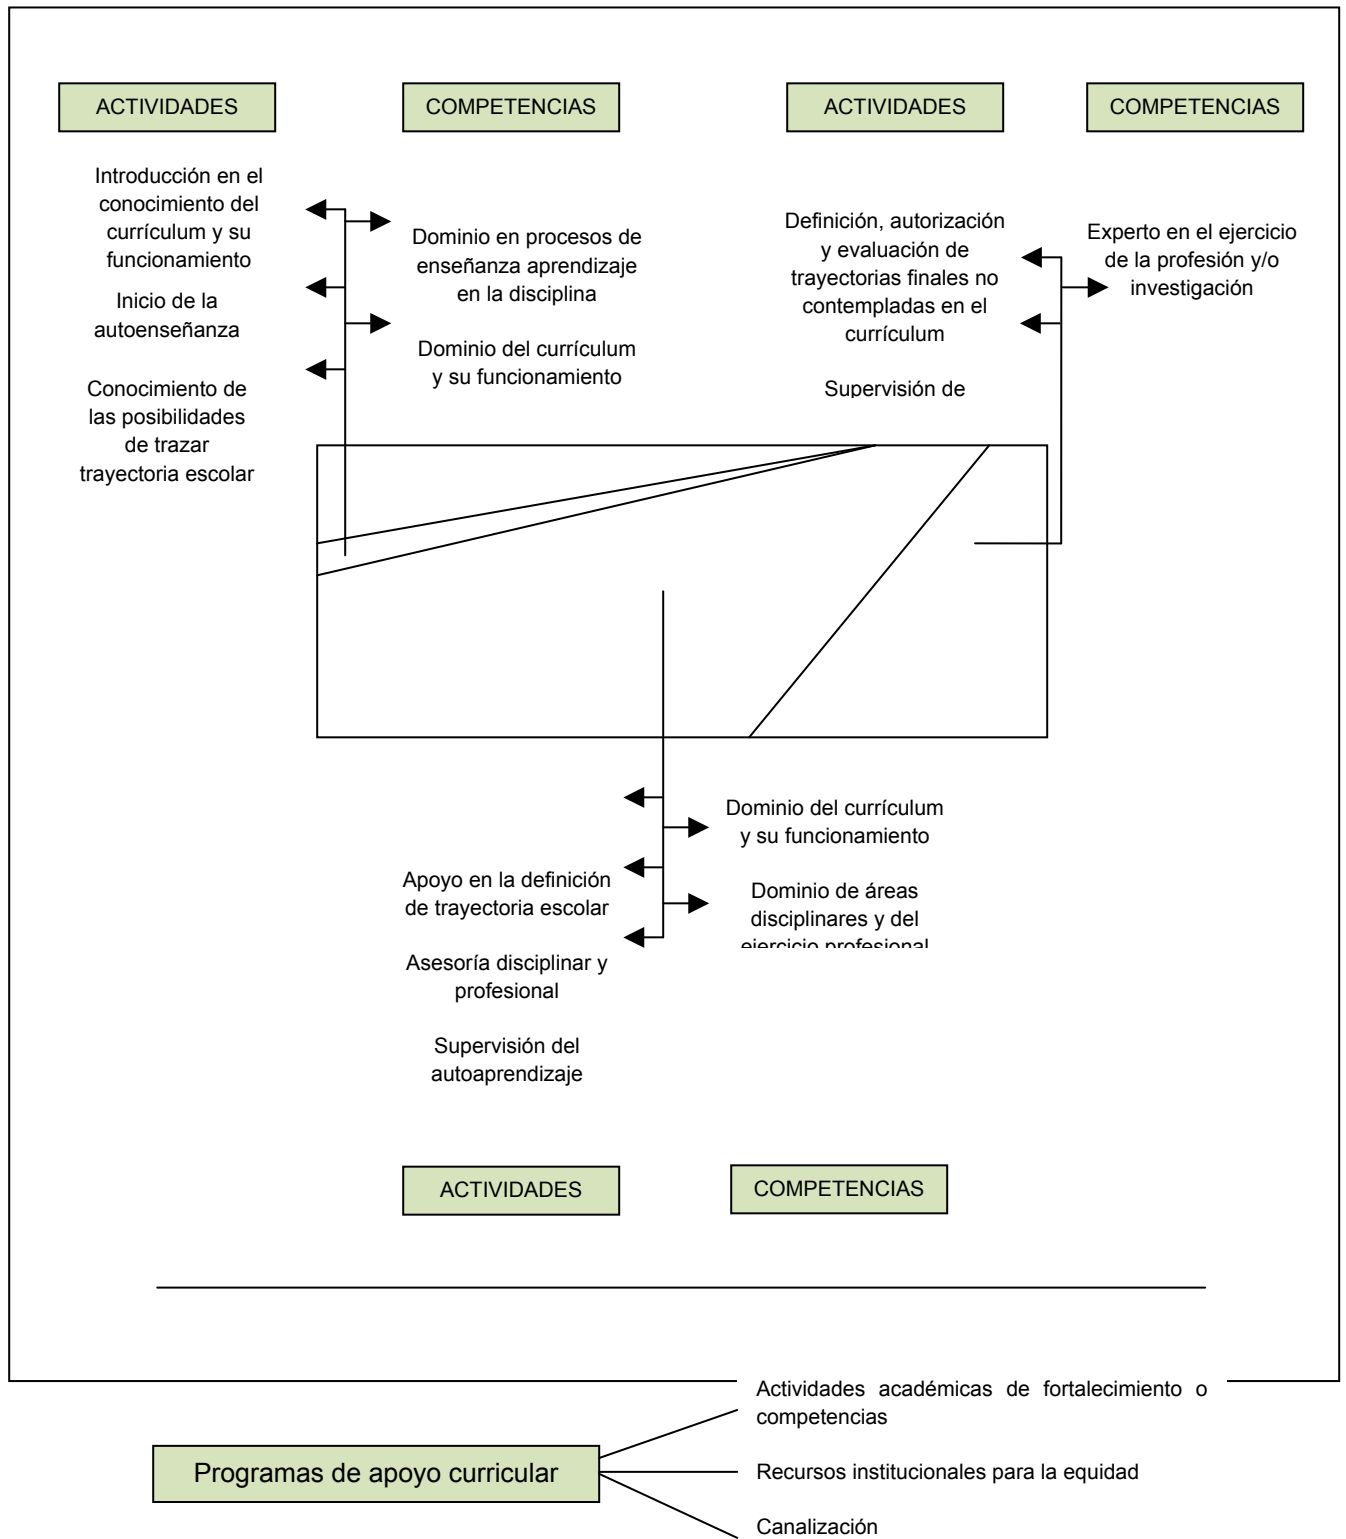 ACTIVIDADES
COMPETENCIAS
ACTIVIDADES
COMPETENCIAS
Introducción en el
conocimiento del
currículum y su
funcionamiento
Inicio de la
autoenseñanza
Conocimiento de
las posibilidades
de trazar
trayectoria escolar
Dominio en procesos de
enseñanza aprendizaje
en la disciplina
Dominio del currículum
y su funcionamiento
Definición, autorización
y evaluación de
trayectorias finales no
contempladas en el
currículum
Supervisión de
Experto en el ejercicio
de la profesión y/o
investigación
Apoyo en la definición
de trayectoria escolar
Asesoría disciplinar y
profesional
Supervisión del
autoaprendizaje
Dominio del currículum
y su funcionamiento
Dominio de áreas
disciplinares y del
ejercicio profesional
ACTIVIDADES
COMPETENCIAS
Programas de apoyo curricular
Actividades académicas de fortalecimiento o
competencias
Recursos institucionales para la equidad
Canalización